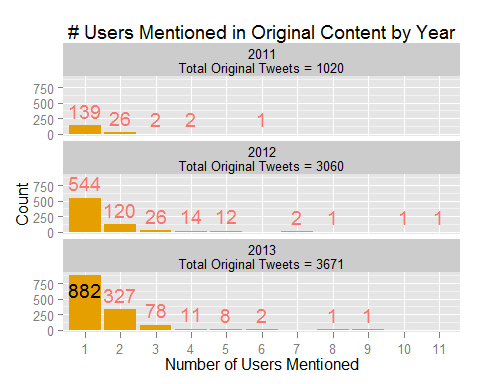 # Users Mentioned in Original Content by Year
2011
Total Original Tweets = 1020
750
500
250
0
139 26 2 2 1
2012
Total Original Tweets = 3060
750
500
250
0
544 120 26 14 12 2 1 1 1
2013
Total Original Tweets = 3671
750
500
250
0
882 327 78 11 8 2 1 1
Count
1 2 3 4 5 6 7 8 9 10 11
Number of Users Mentioned